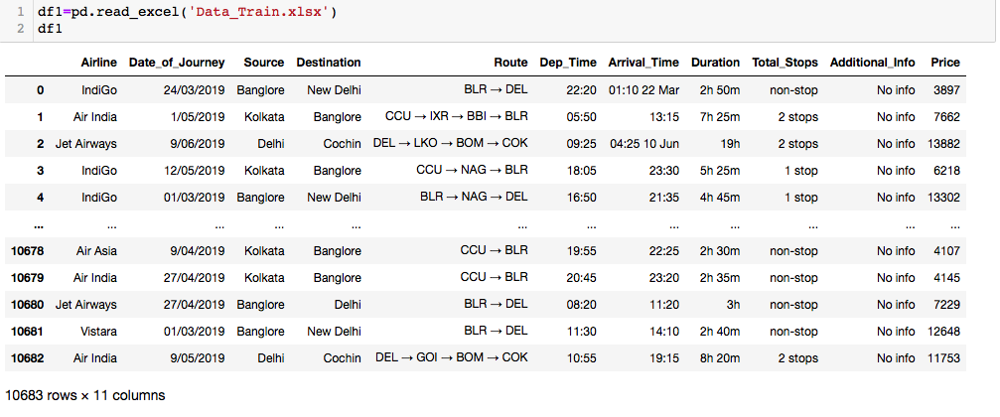 1 df1=pd.read_excel('Data_Train.xlsx')
2 df1
Airline Date_of_Journey Source Destination Route Dep_Time Arrival_Time Duration Total_Stops Additional_Info Price
0 IndiGo 24/03/2019 Banglore New Delhi BLR → DEL 22:20 01:10 22 Mar 2h 50m non-stop No info 3897
1 Air India 1/05/2019 Kolkata Banglore CCU → IXR → BBI → BLR 05:50 13:15 7h 25m 2 stops No info 7662
2 Jet Airways 9/06/2019 Delhi Cochin DEL → LKO → BOM → COK 09:25 04:25 10 Jun 19h 2 stops No info 13882
3 IndiGo 12/05/2019 Kolkata Banglore CCU → NAG → BLR 18:05 23:30 5h 25m 1 stop No info 6218
4 IndiGo 01/03/2019 Banglore New Delhi BLR → NAG → DEL 16:50 21:35 4h 45m 1 stop No info 13302
... ... ... ... ... ... ... ... ... ... ... ...
10678 Air Asia 9/04/2019 Kolkata Banglore CCU → BLR 19:55 22:25 2h 30m non-stop No info 4107
10679 Air India 27/04/2019 Kolkata Banglore CCU → BLR 20:45 23:20 2h 35m non-stop No info 4145
10680 Jet Airways 27/04/2019 Banglore Delhi BLR → DEL 08:20 11:20 3h non-stop No info 7229
10681 Vistara 01/03/2019 Banglore New Delhi BLR → DEL 11:30 14:10 2h 40m non-stop No info 12648
10682 Air India 9/05/2019 Delhi Cochin DEL → GOI → BOM → COK 10:55 19:15 8h 20m 2 stops No info 11753
10683 rows × 11 columns